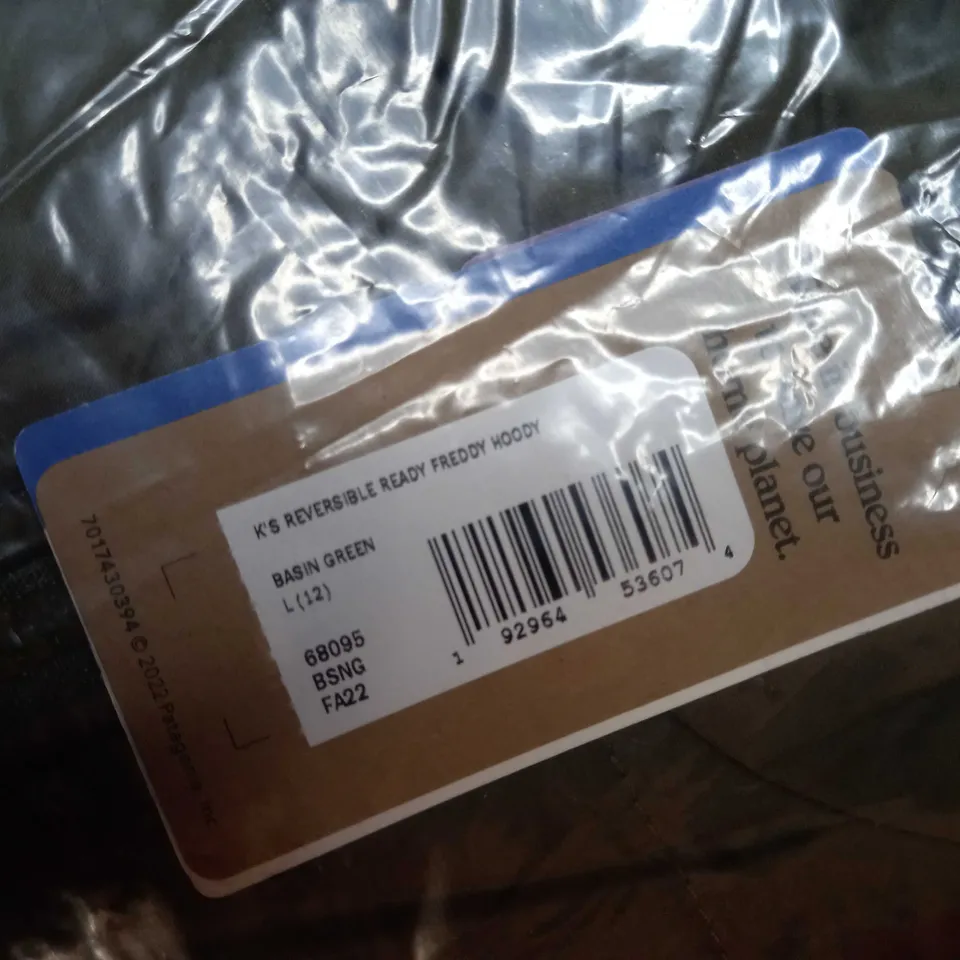 K'S REVERSIBLE READY FREDDY HOODY
BASIN GREEN
L (12)
68095
BSNG
FA22
1 92964 53607 4
7017430394 © 2022 Patagonia, Inc
business
our
planet.